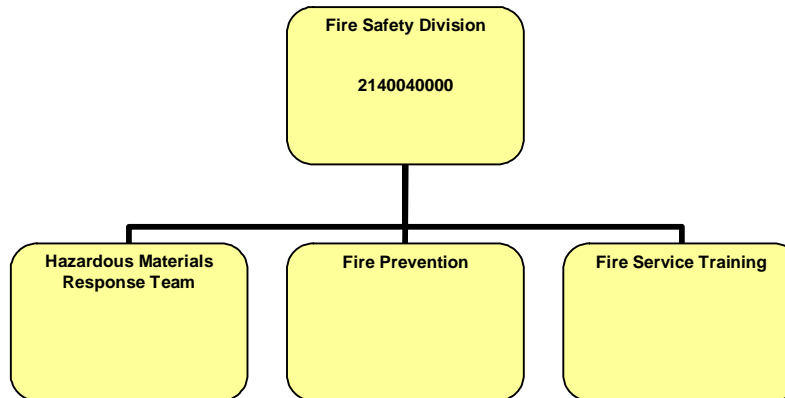 Fire Safety Division
2140040000
Hazardous Materials
Response Team
Fire Prevention
Fire Service Training